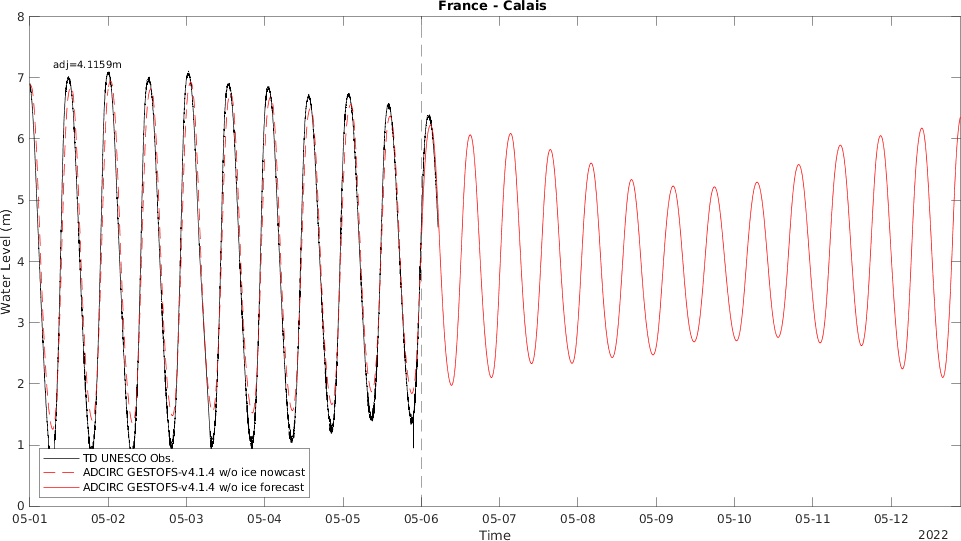 France - Calais
8
7
6
5
4
3
2
1
0
Water Level (m)
adj=4.1159m
TD UNESCO Obs.
ADCIRC GESTOFS-v4.1.4 w/o ice nowcast
ADCIRC GESTOFS-v4.1.4 w/o ice forecast
05-01 05-02 05-03 05-04 05-05 05-06 05-07 05-08 05-09 05-10 05-11 05-12
Time
2022